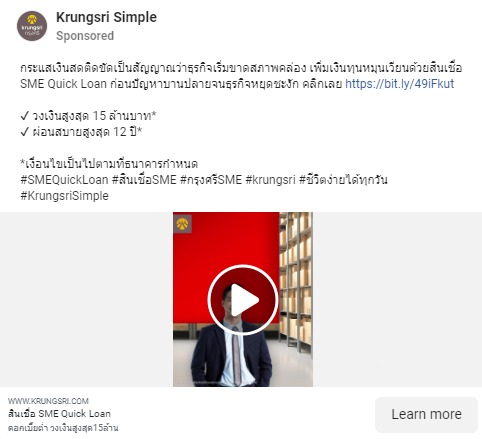 Krungsri Simple
Sponsored
krungsri
กรุงศรี
กระแสเงินสดติดขัดเป็นสัญญาณว่าธุรกิจเริ่มขาดสภาพคล่อง เพิ่มเงินทุนหมุนเวียนด้วยสินเชื่อ
SME Quick Loan ก่อนปัญหาบานปลายจนธุรกิจหยุดชะงัก คลิกเลย https://bit.ly/49iFkut
✓ วงเงินสูงสุด 15 ล้านบาท*
✓ ผ่อนสบายสูงสุด 12 ปี*
*เงื่อนไขเป็นไปตามที่ธนาคารกำหนด
#SMEQuickLoan #สินเชื่อSME #กรุงศรีSME #krungsri #ชีวิตง่ายได้ทุกวัน
#KrungsriSimple
WWW.KRUNGSRI.COM
สินเชื่อ SME Quick Loan
ดอกเบี้ยต่ำ วงเงินสูงสุด15ล้าน
Learn more